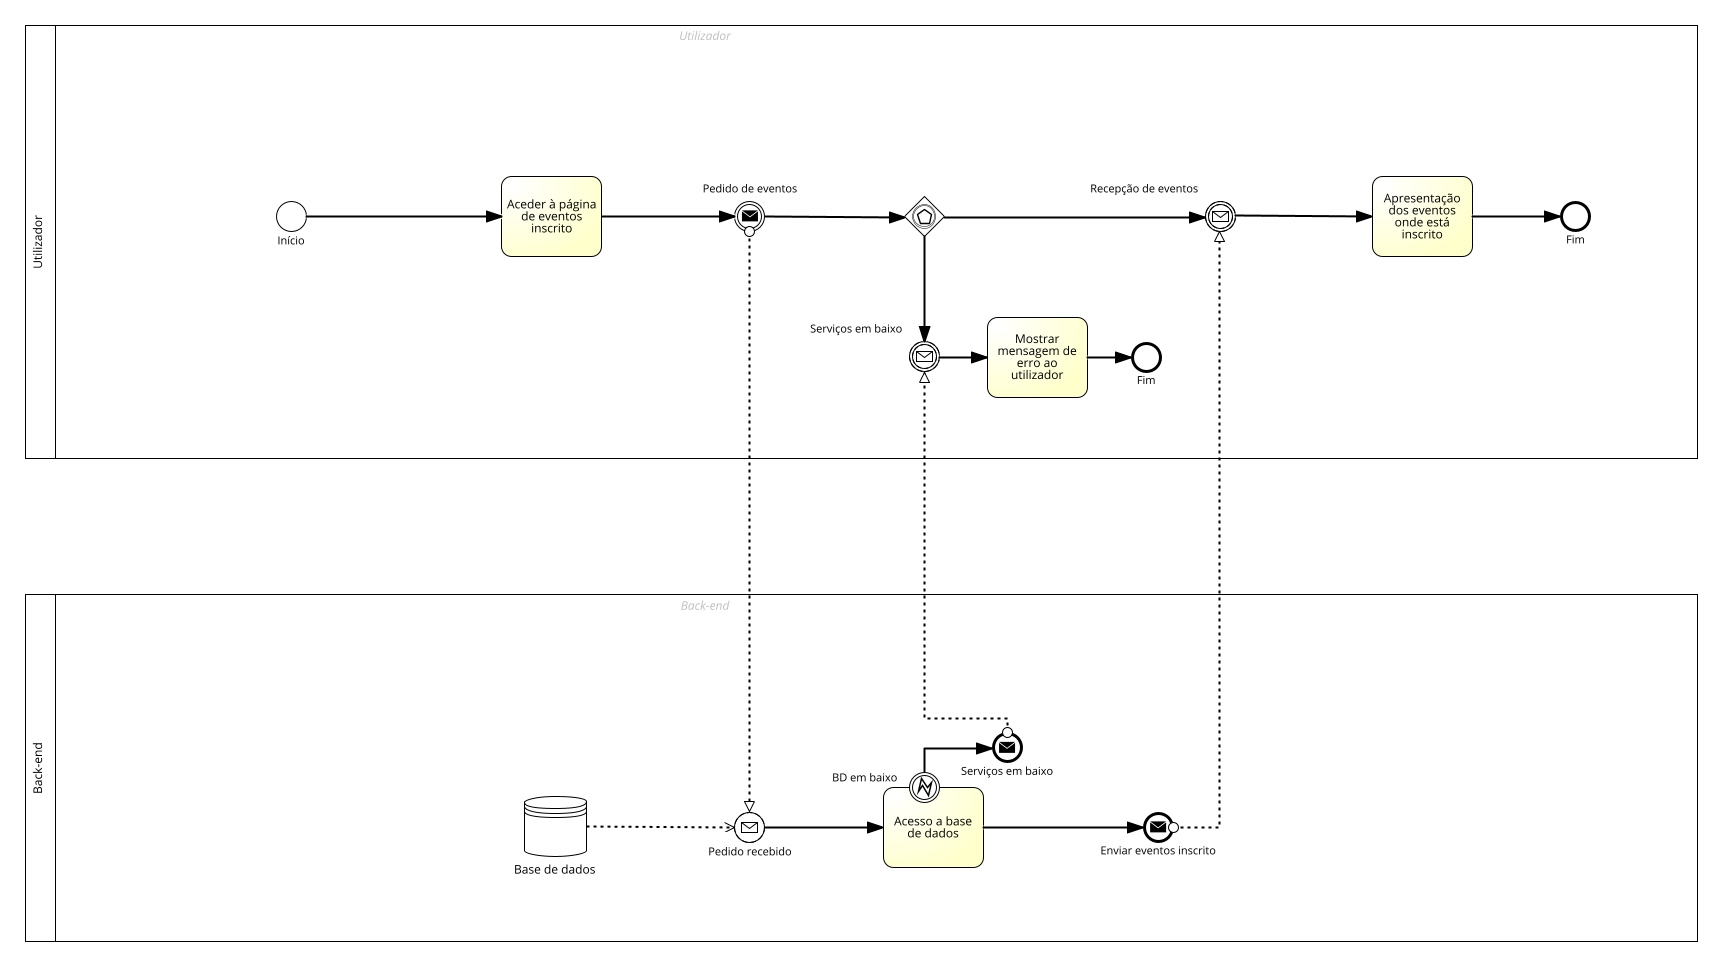 Utilizador
Utilizador
Início
Aceder à página
de eventos
inscrito
Pedido de eventos
Recepção de eventos
Apresentação
dos eventos
onde está
inscrito
Fim
Serviços em baixo
Mostrar
mensagem de
erro ao
utilizador
Fim
Back-end
Back-end
Base de dados
Pedido recebido
BD em baixo
Acesso a base
de dados
Serviços em baixo
Enviar eventos inscrito